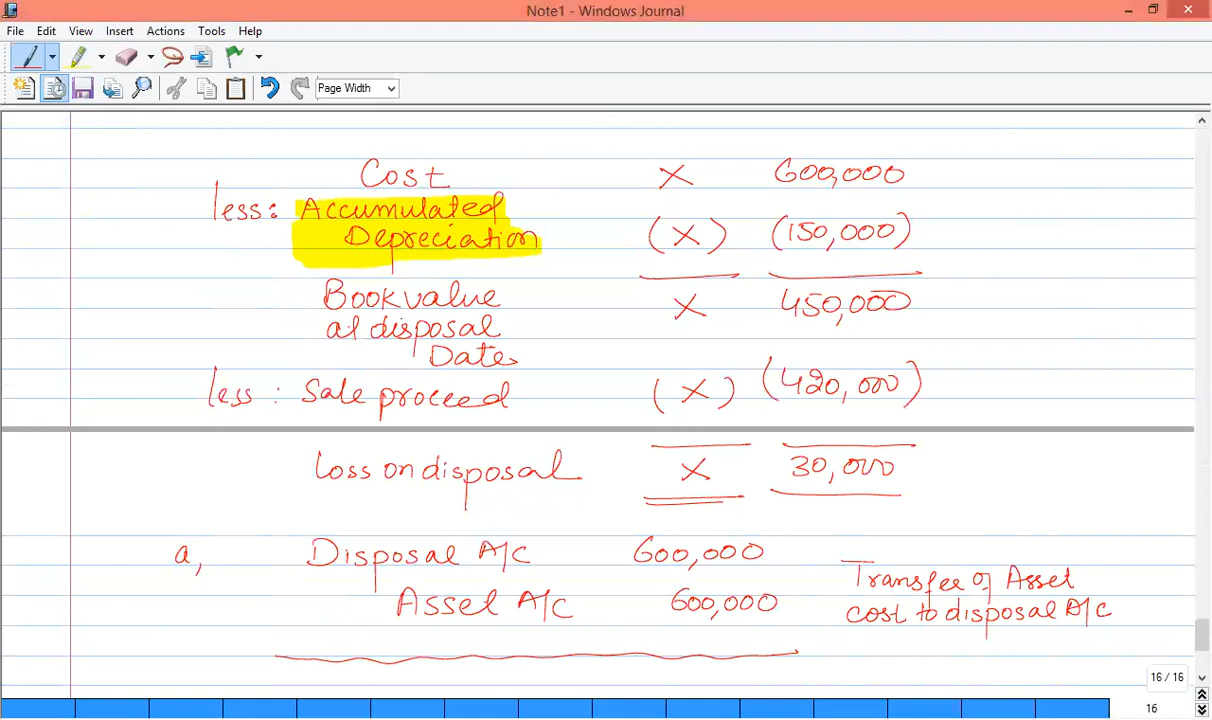 Note1 - Windows Journal
File Edit View Insert Actions Tools Help
Page Width
Cost X 600,000
less: Accumulated
Depreciation (X) (150,000)
Book value X 450,000
at disposal
Date
less: Sale proceed (X) (420,000)
Loss on disposal X 30,000
a, Disposal A/C 600,000
Asset A/C 600,000
Transfer of Asset
cost to disposal A/C
16 / 16
16